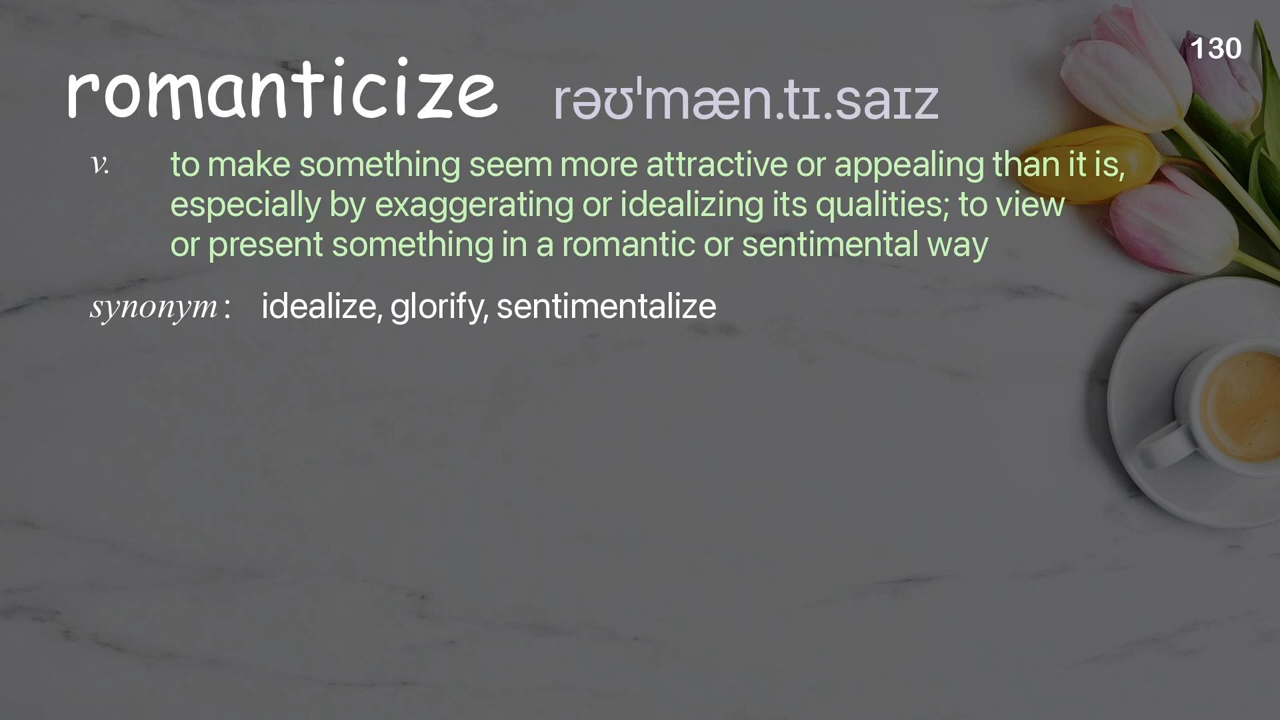 130
romanticize rəʊˈmæn.tɪ.saɪz
v. to make something seem more attractive or appealing than it is,
especially by exaggerating or idealizing its qualities; to view
or present something in a romantic or sentimental way
synonym: idealize, glorify, sentimentalize